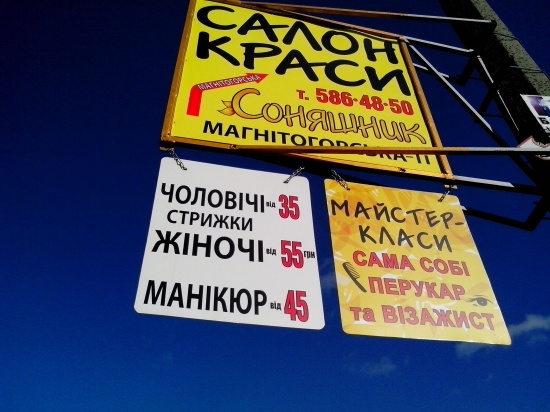 САЛОН
КРАСИ
МАГНІТОГОРСЬКА
т. 586-48-50
Соняшник
МАГНІТОГОРСЬКА-11
ЧОЛОВІЧІ від 35
СТРИЖКИ
ЖІНОЧІ від 55 грн
МАНІКЮР від 45
МАЙСТЕР-
КЛАСИ
САМА СОБІ
ПЕРУКАР
та ВІЗАЖИСТ